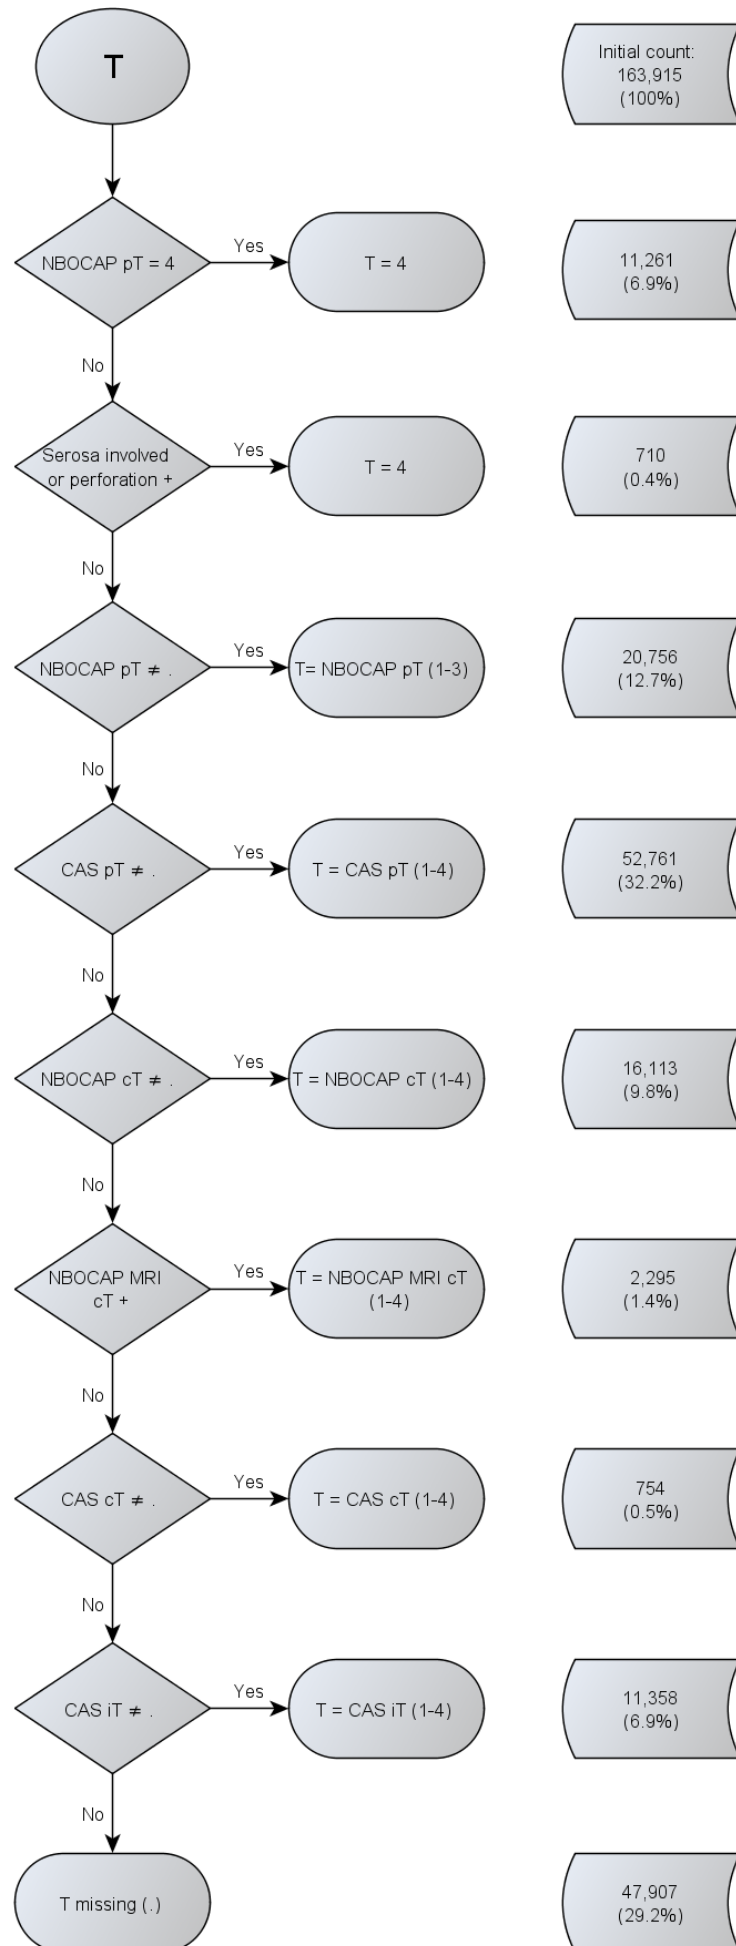 T
Initial count:
163,915
(100%)
NBOCAP pT = 4
Yes
T = 4
11,261
(6.9%)
No
Serosa involved
or perforation +
Yes
T = 4
710
(0.4%)
No
NBOCAP pT ≠ .
Yes
T= NBOCAP pT (1-3)
20,756
(12.7%)
No
CAS pT ≠ .
Yes
T = CAS pT (1-4)
52,761
(32.2%)
No
NBOCAP cT ≠ .
Yes
T = NBOCAP cT (1-4)
16,113
(9.8%)
No
NBOCAP MRI
cT +
Yes
T = NBOCAP MRI cT
(1-4)
2,295
(1.4%)
No
CAS cT ≠ .
Yes
T = CAS cT (1-4)
754
(0.5%)
No
CAS iT ≠ .
Yes
T = CAS iT (1-4)
11,358
(6.9%)
No
T missing (.)
47,907
(29.2%)